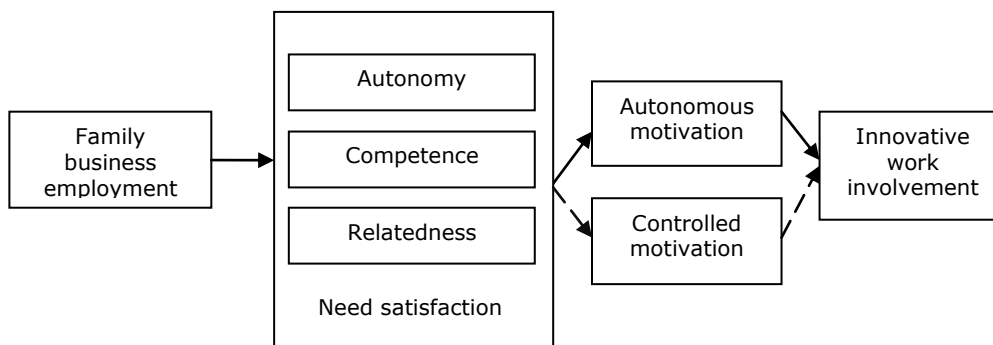 Family
business
employment
Autonomy
Competence
Relatedness
Need satisfaction
Autonomous
motivation
Controlled
motivation
Innovative
work
involvement